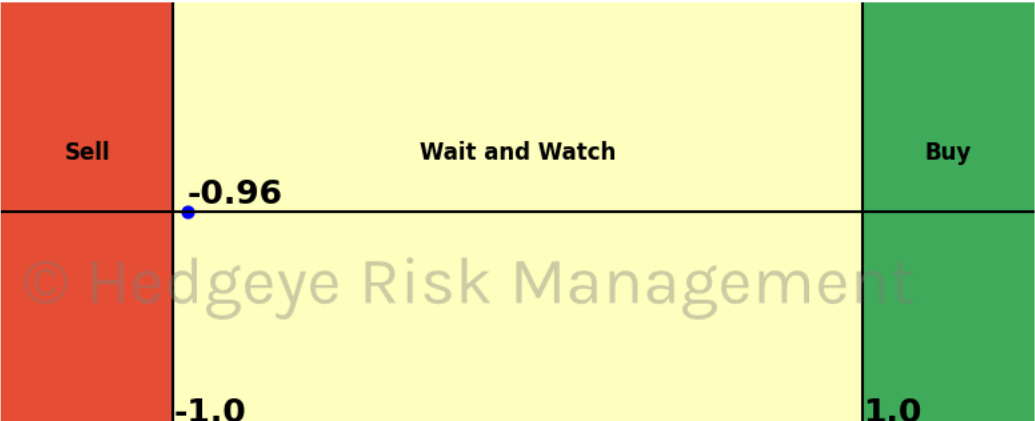 Sell
Wait and Watch
Buy
-0.96
© Hedgeye Risk Management
-1.0
1.0